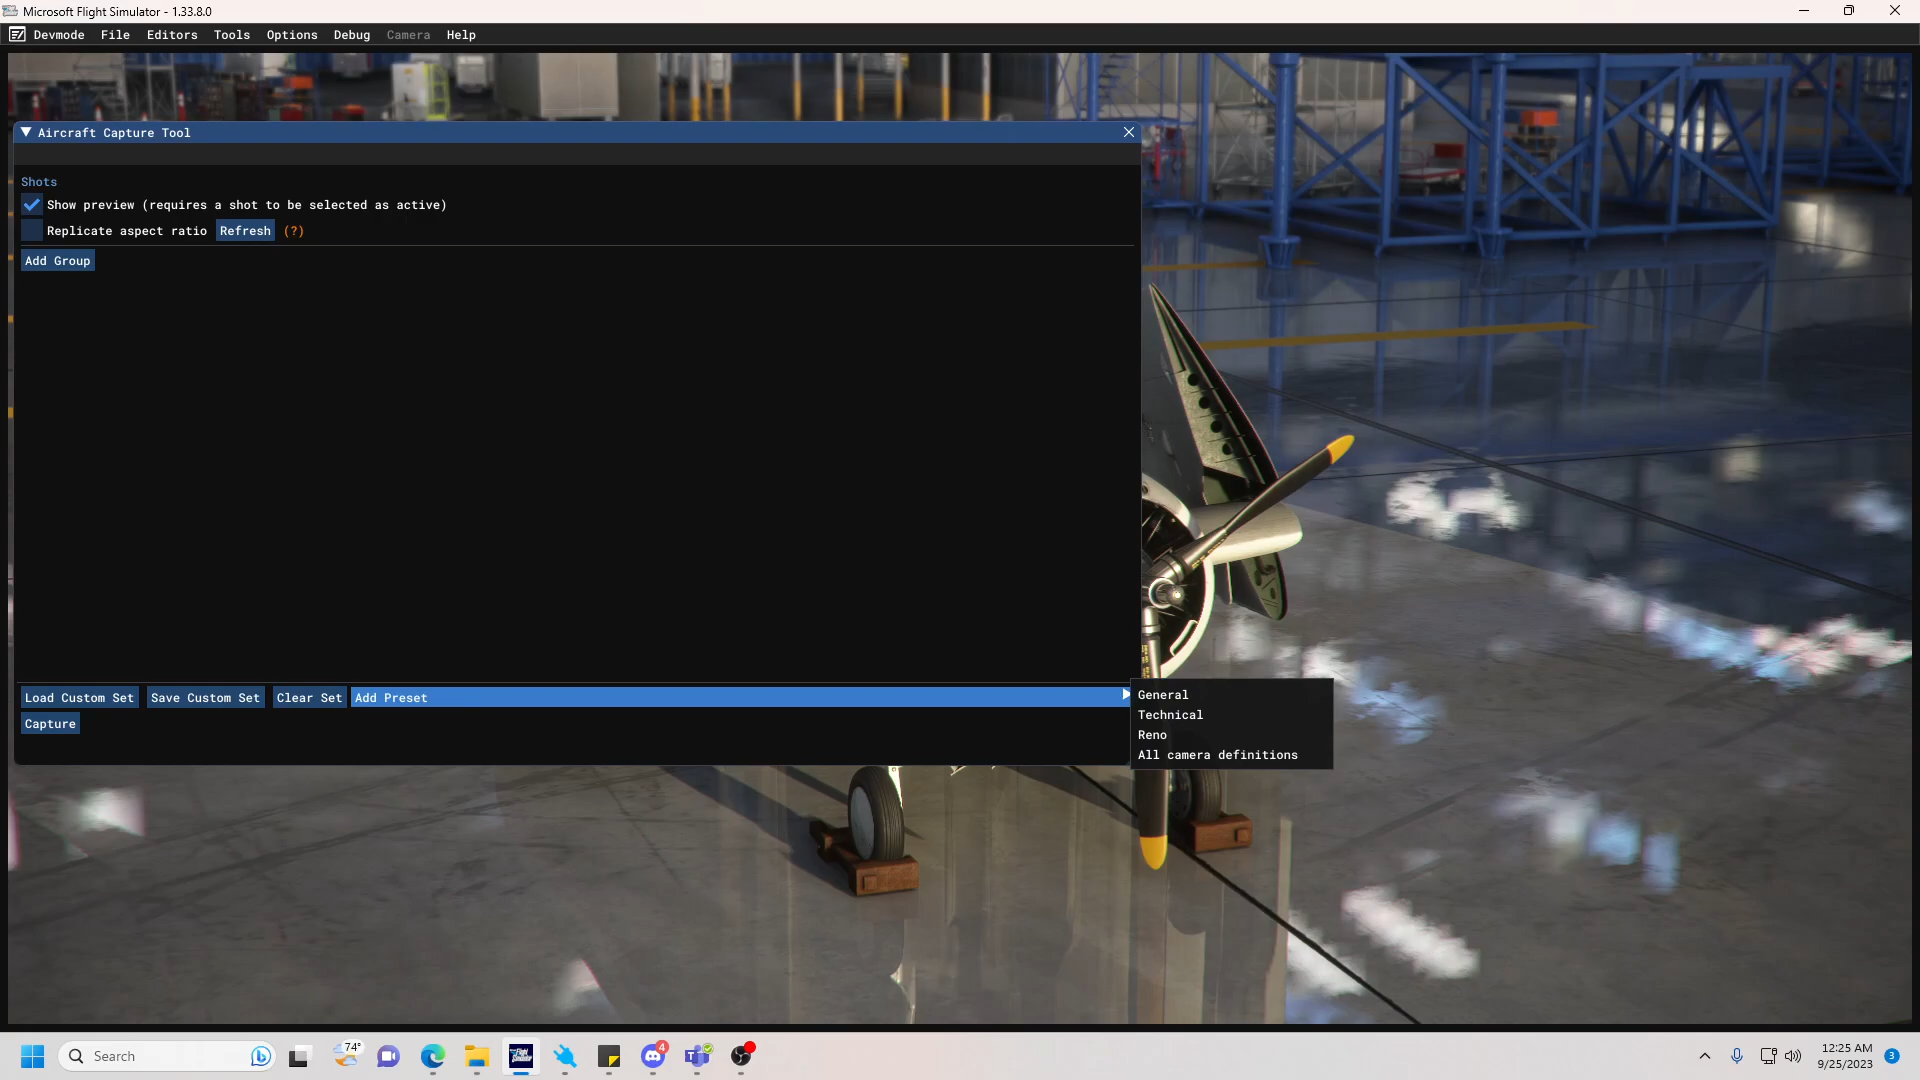 Microsoft Flight Simulator - 1.33.8.0
Devmode File Editors Tools Options Debug Camera Help
Aircraft Capture Tool
Shots
Show preview (requires a shot to be selected as active)
Replicate aspect ratio Refresh (?)
Add Group
Load Custom Set Save Custom Set Clear Set Add Preset
Capture
General
Technical
Reno
All camera definitions
Search
74°
4
12:25 AM
9/25/2023
3